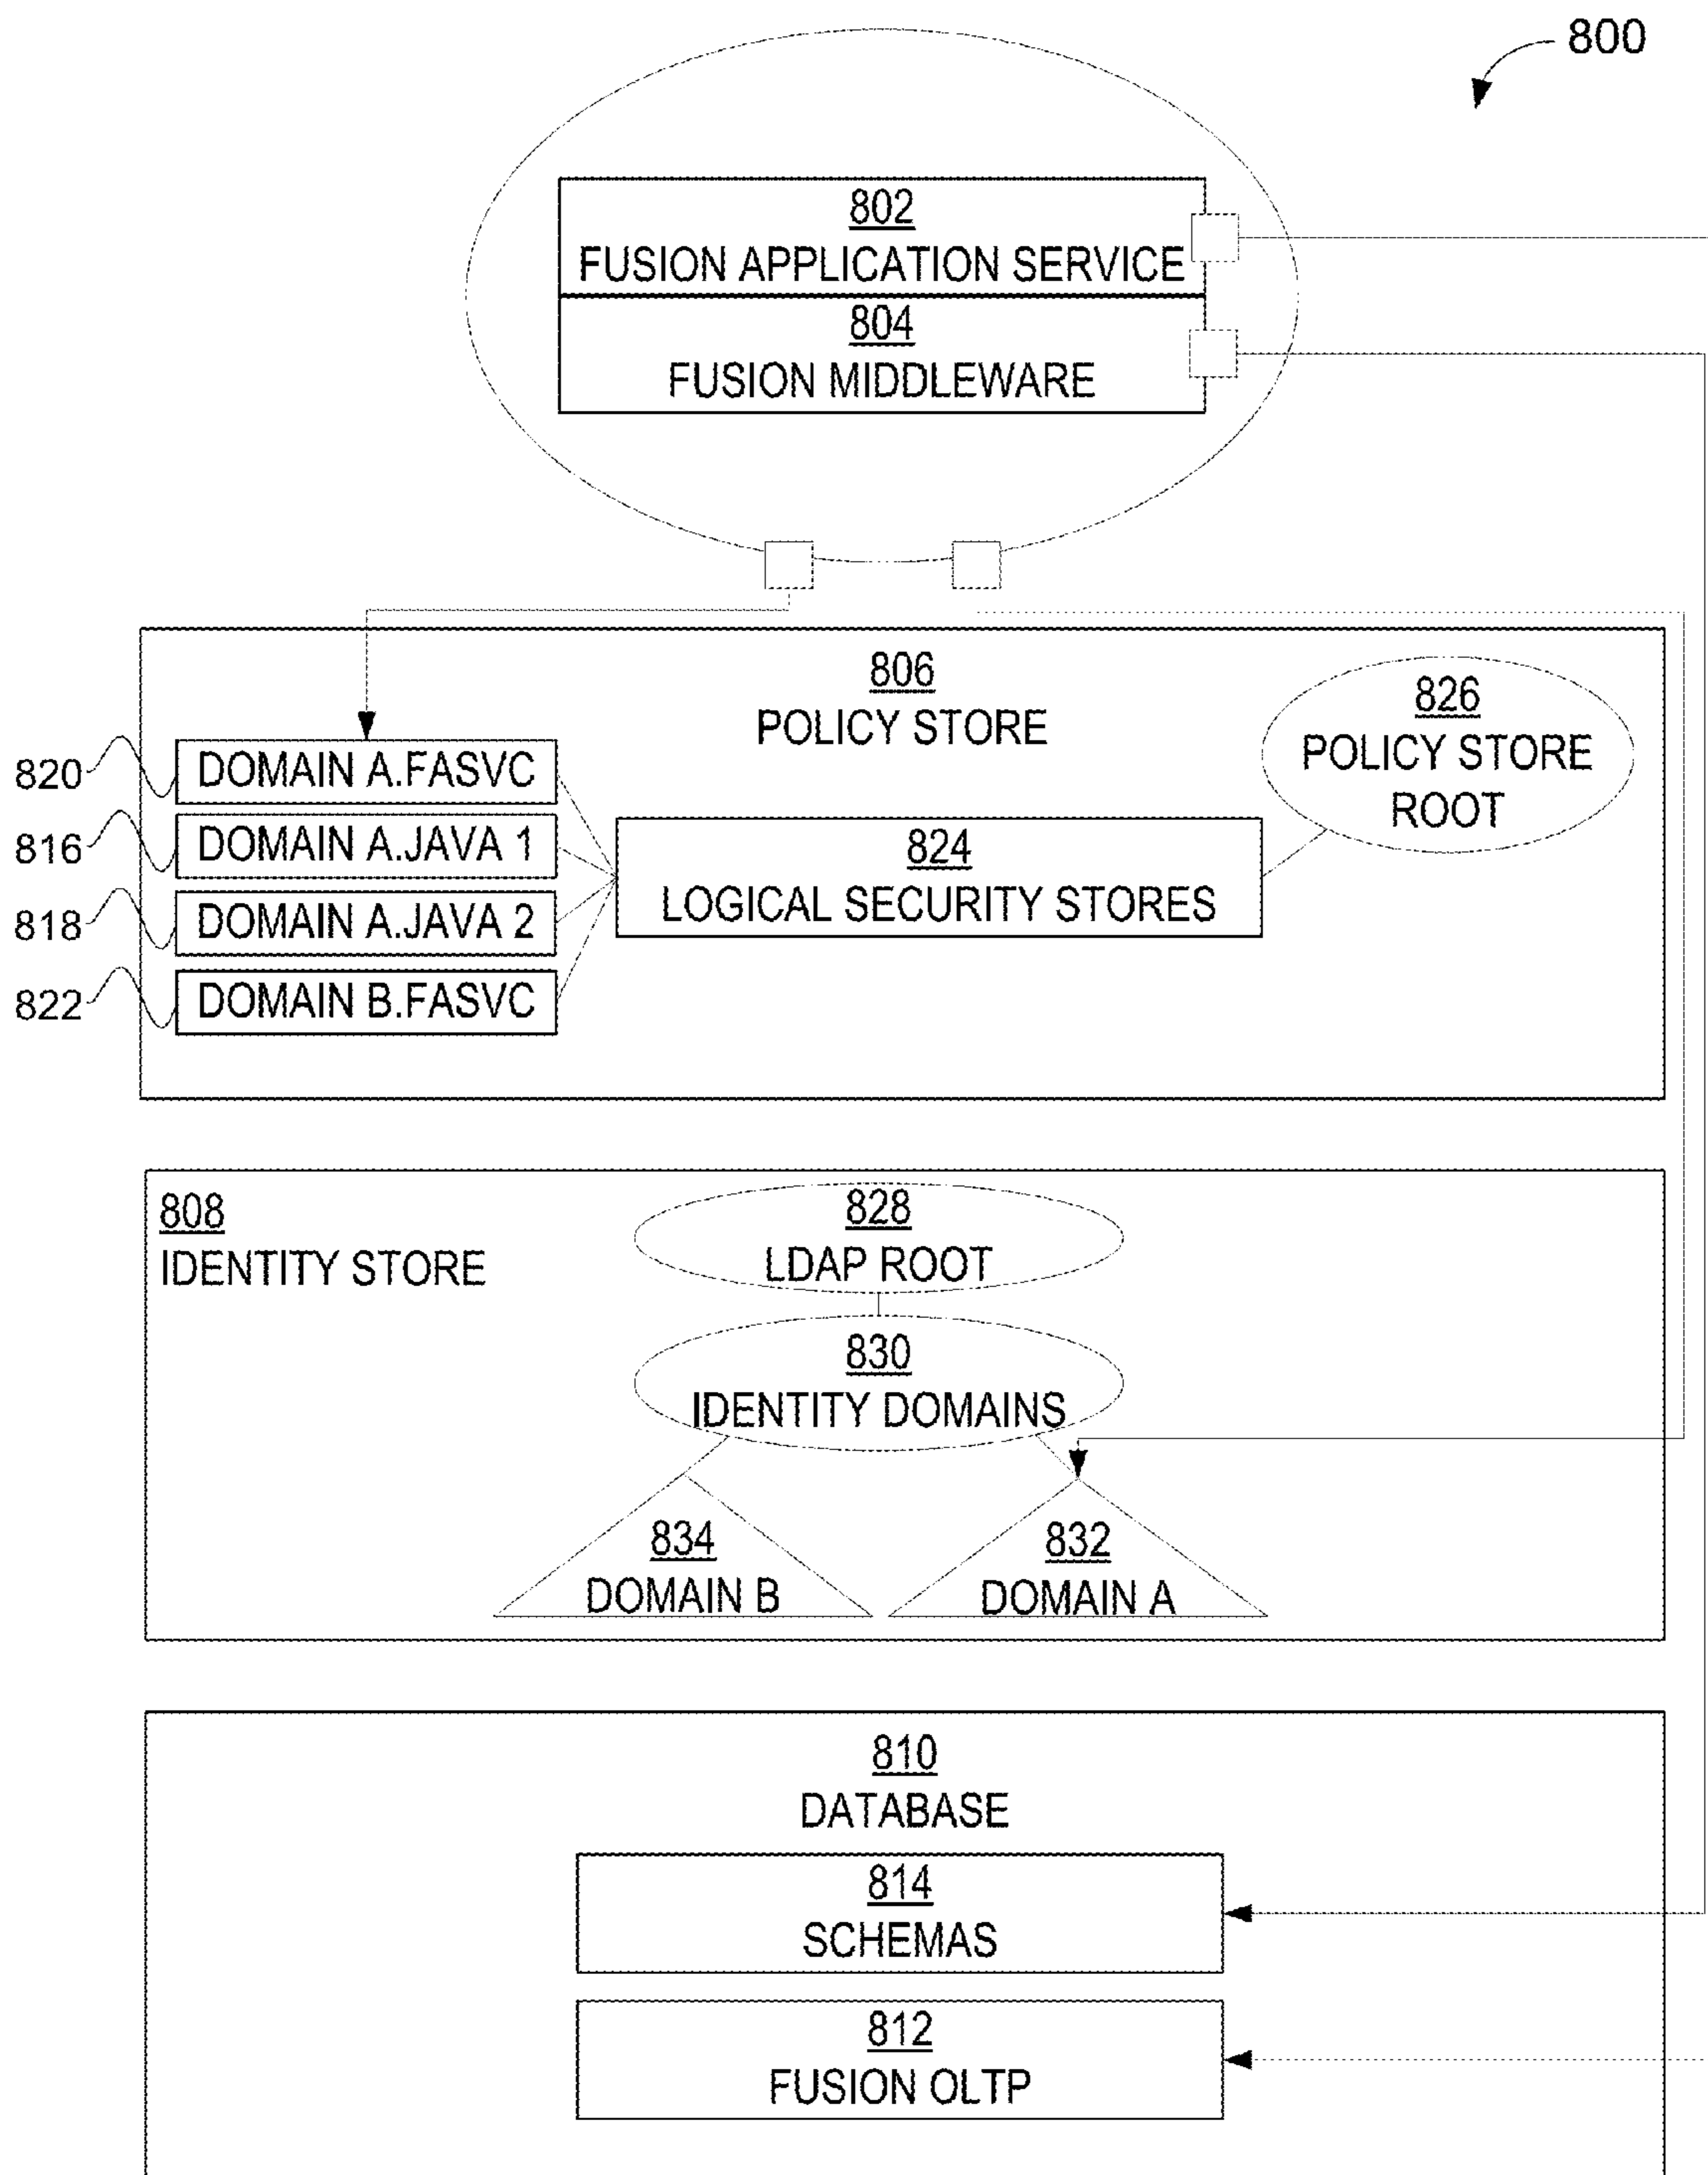 800
802
FUSION APPLICATION SERVICE
804
FUSION MIDDLEWARE
806
POLICY STORE
826
POLICY STORE
ROOT
820
DOMAIN A.FASVC
816
DOMAIN A.JAVA 1
818
DOMAIN A.JAVA 2
822
DOMAIN B.FASVC
824
LOGICAL SECURITY STORES
808
IDENTITY STORE
828
LDAP ROOT
830
IDENTITY DOMAINS
834
DOMAIN B
832
DOMAIN A
810
DATABASE
814
SCHEMAS
812
FUSION OLTP